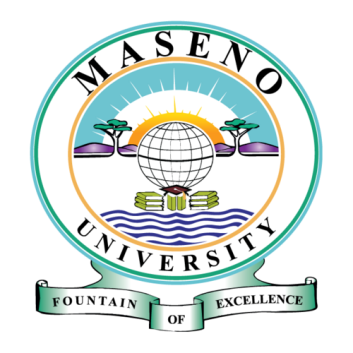 MASENO
UNIVERSITY
FOUNTAIN OF EXCELLENCE